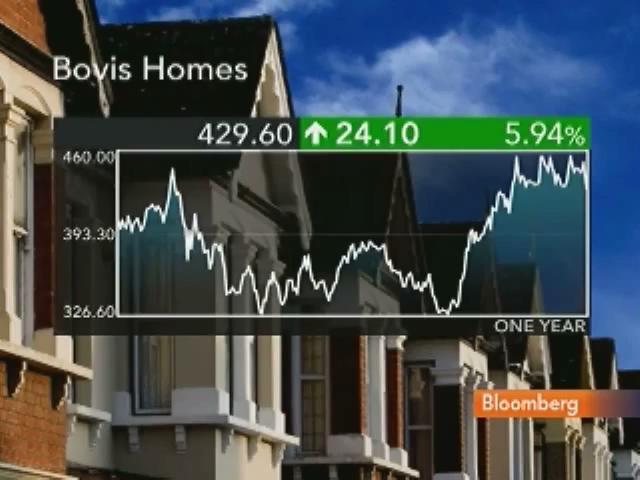 Bovis Homes
429.60 ↑ 24.10 5.94%
460.00
393.30
326.60
ONE YEAR
Bloomberg